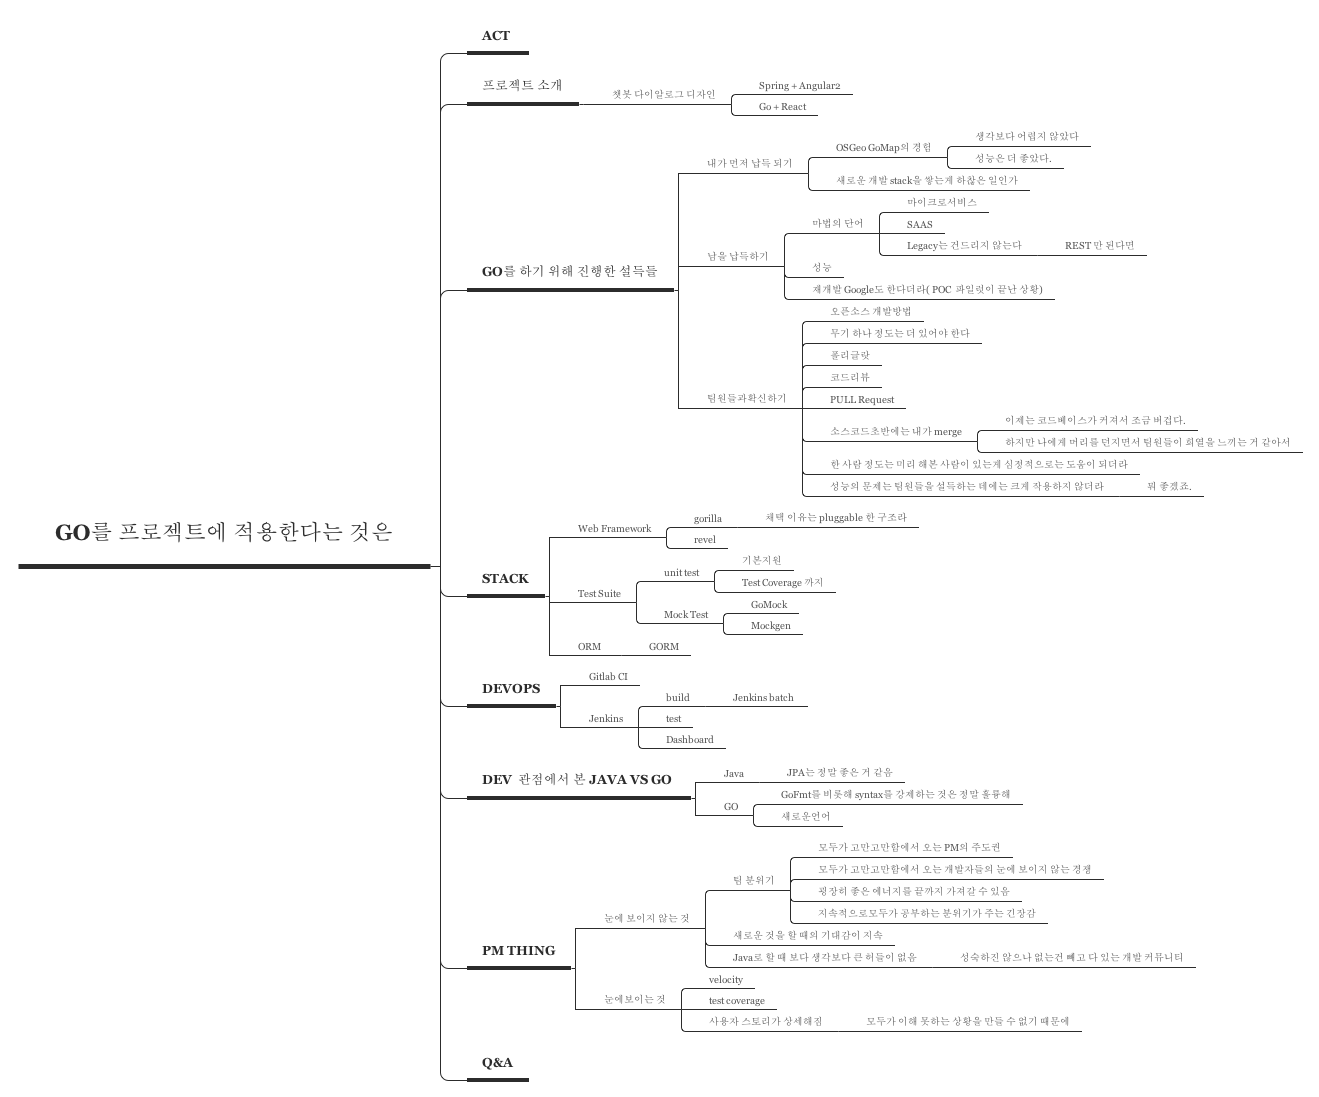 ACT
프로젝트 소개
챗봇 다이알로그 디자인
Spring + Angular2
Go + React
GO를 하기 위해 진행한 설득들
내가 먼저 납득 되기
OSGeo GoMap의 경험
생각보다 어렵지 않았다
성능은 더 좋았다.
새로운 개발 stack을 쌓는게 하찮은 일인가
남을 납득하기
마법의 단어
마이크로서비스
SAAS
Legacy는 건드리지 않는다
REST 만 된다면
성능
재개발 Google도 한다더라( POC 파일럿이 끝난 상황)
팀원들과확신하기
오픈소스 개발방법
무기 하나 정도는 더 있어야 한다
폴리글랏
코드리뷰
PULL Request
소스코드초반에는 내가 merge
이제는 코드베이스가 커져서 조금 버겁다.
하지만 나에게 머리를 던지면서 팀원들이 희열을 느끼는 거 같아서
한 사람 정도는 미리 해본 사람이 있는게 심정적으로는 도움이 되더라
성능의 문제는 팀원들을 설득하는 데에는 크게 작용하지 않더라
뭐 좋겠죠.
GO를 프로젝트에 적용한다는 것은
STACK
Web Framework
gorilla
채택 이유는 pluggable 한 구조라
revel
Test Suite
unit test
기본지원
Test Coverage 까지
Mock Test
GoMock
Mockgen
ORM
GORM
DEVOPS
Gitlab CI
Jenkins
build
Jenkins batch
test
Dashboard
DEV 관점에서 본 JAVA VS GO
Java
JPA는 정말 좋은 거 같음
GO
GoFmt를 비롯해 syntax를 강제하는 것은 정말 훌륭해
새로운언어
PM THING
눈에 보이지 않는 것
팀 분위기
모두가 고만고만함에서 오는 PM의 주도권
모두가 고만고만함에서 오는 개발자들의 눈에 보이지 않는 경쟁
굉장히 좋은 에너지를 끝까지 가져갈 수 있음
지속적으로모두가 공부하는 분위기가 주는 긴장감
새로운 것을 할 때의 기대감이 지속
Java로 할 때 보다 생각보다 큰 허들이 없음
성숙하진 않으나 없는건 빼고 다 있는 개발 커뮤니티
눈에보이는 것
velocity
test coverage
사용자 스토리가 상세해짐
모두가 이해 못하는 상황을 만들 수 없기 때문에
Q&A